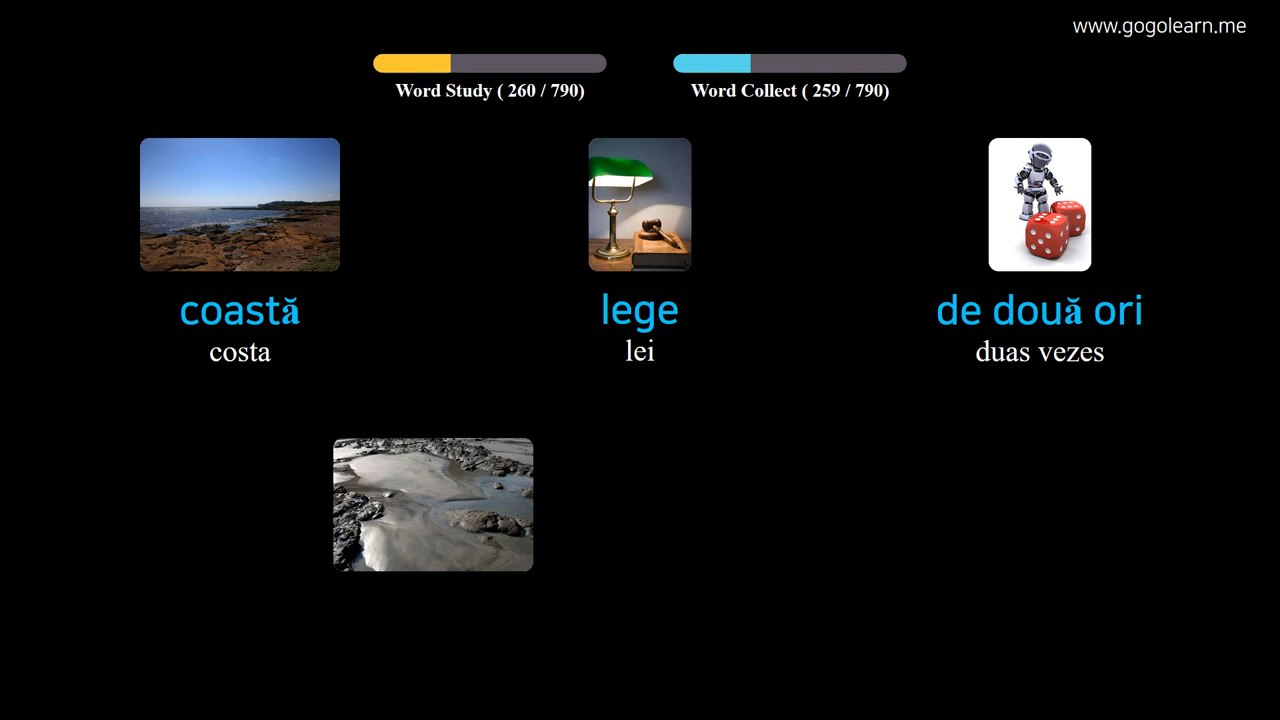 www.gogolearn.me
Word Study ( 260 / 790)
Word Collect ( 259 / 790)
coastă
lege
de două ori
costa
lei
duas vezes